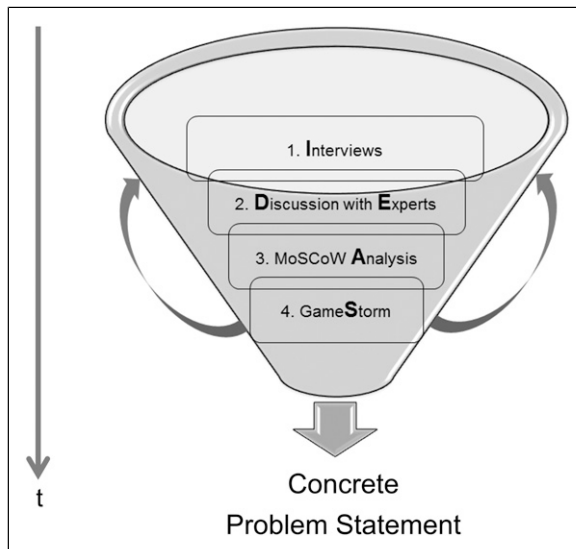 1. Interviews
2. Discussion with Experts
3. MoSCoW Analysis
4. GameStorm
t
Concrete
Problem Statement